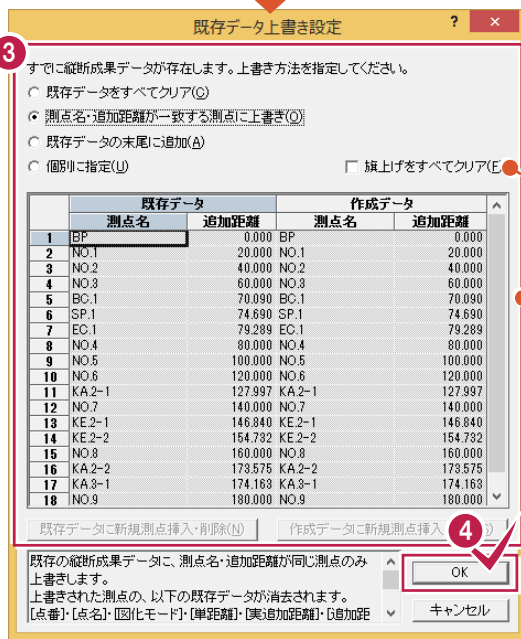 既存データ上書き設定 ? ×
3
すでに縦断成果データが存在します。上書き方法を指定してください。
既存データをすべてクリア(C)
測点名・追加距離が一致する測点に上書き(O)
既存データの末尾に追加(A)
個別に指定(U) 旗上げをすべてクリア(F)
既存データ 作成データ
測点名 追加距離 測点名 追加距離
1 BP 0.000 BP 0.000
2 NO.1 20.000 NO.1 20.000
3 NO.2 40.000 NO.2 40.000
4 NO.3 60.000 NO.3 60.000
5 BC.1 70.090 BC.1 70.090
6 SP.1 74.690 SP.1 74.690
7 EC.1 79.289 EC.1 79.289
8 NO.4 80.000 NO.4 80.000
9 NO.5 100.000 NO.5 100.000
10 NO.6 120.000 NO.6 120.000
11 KA.2-1 127.997 KA.2-1 127.997
12 NO.7 140.000 NO.7 140.000
13 KE.2-1 146.840 KE.2-1 146.840
14 KE.2-2 154.732 KE.2-2 154.732
15 NO.8 160.000 NO.8 160.000
16 KA.2-2 173.575 KA.2-2 173.575
17 KA.3-1 174.163 KA.3-1 174.163
18 NO.9 180.000 NO.9 180.000
既存データに新規測点挿入・削除(N) 作成データに新規測点挿入
4
既存の縦断成果データに、測点名・追加距離が同じ測点のみ
上書きします。
上書きされた測点の、以下の既存データが消去されます。
[点番]・[点名]・[図化モード]・[単距離]・[実追加距離]・[追加距
OK
キャンセル